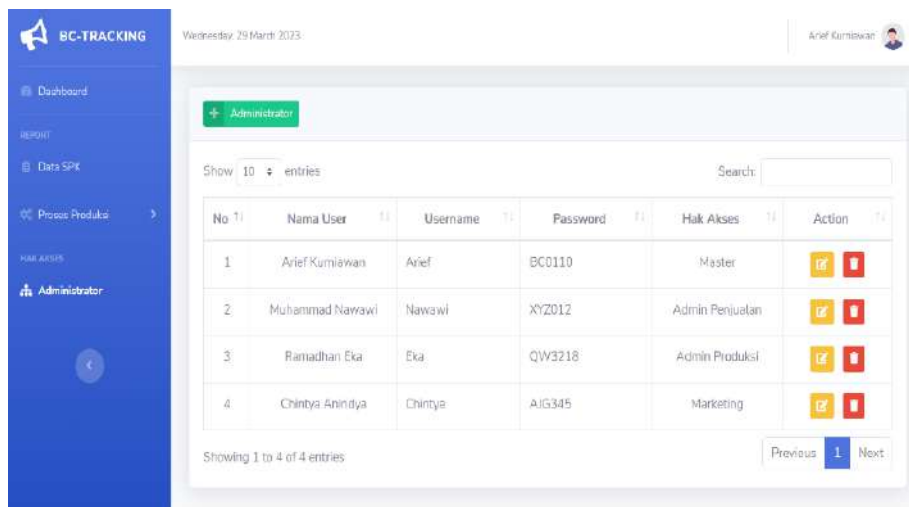 BC-TRACKING
Wednesday, 29 March 2023
Arief Kurniawan
Dashboard
REPORT
Data SPK
Proses Produksi
HAK AKSES
Administrator
Administrator
Show 10 entries
Search:
No Nama User Username Password Hak Akses Action
1 Arief Kurniawan Arief BC0110 Master
2 Muhammad Nawawi Nawawi XYZ012 Admin Penjualan
3 Ramadhan Eka Eka QW3218 Admin Produksi
4 Chintya Anindya Chintya AJG345 Marketing
Showing 1 to 4 of 4 entries
Previous 1 Next